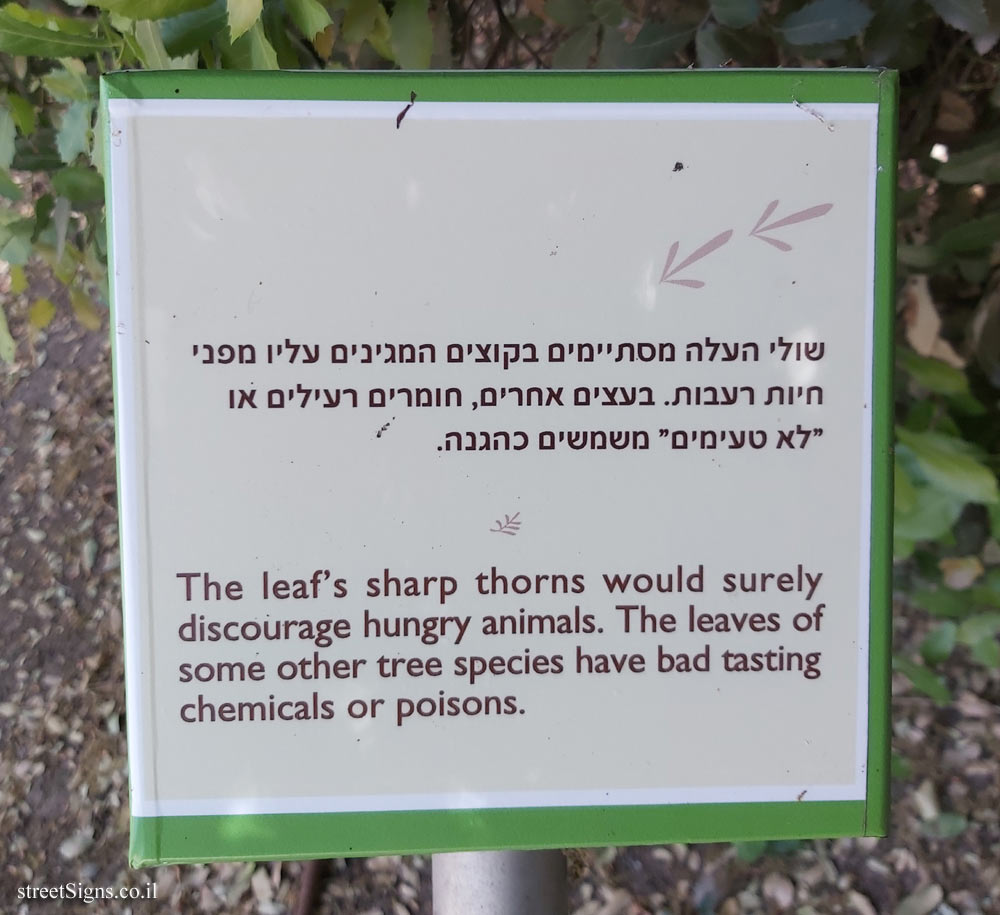 שולי העלה מסתיימים בקוצים המגינים עליו מפני
חיות רעבות. בעצים אחרים, חומרים רעילים או
"לא טעימים" משמשים כהגנה.
The leaf's sharp thorns would surely
discourage hungry animals. The leaves of
some other tree species have bad tasting
chemicals or poisons.
streetSigns.co.il